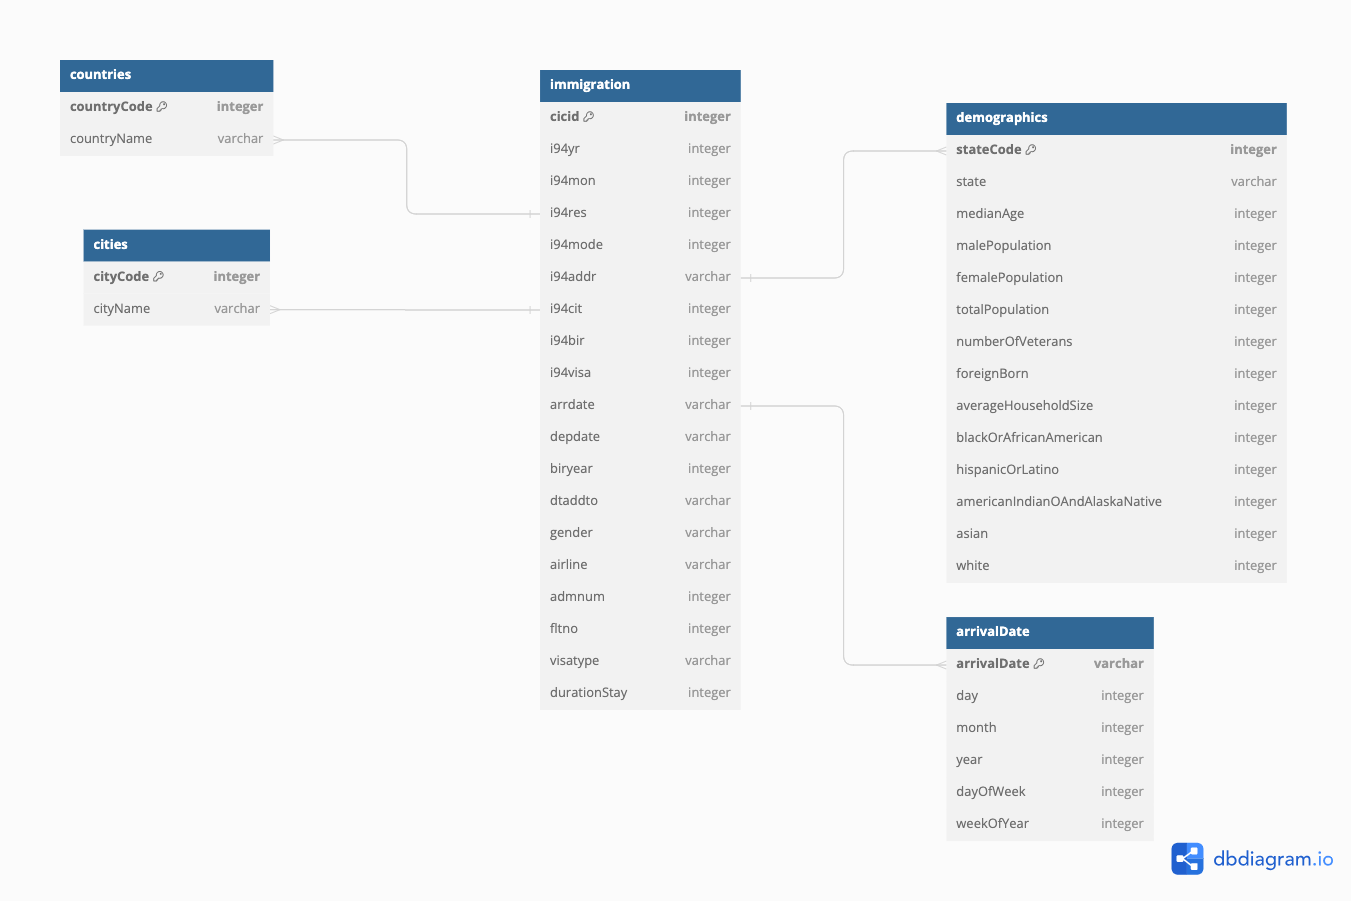 countries
countryCode integer
countryName varchar
cities
cityCode integer
cityName varchar
immigration
cicid integer
i94yr integer
i94mon integer
i94res integer
i94mode integer
i94addr varchar
i94cit integer
i94bir integer
i94visa integer
arrdate varchar
depdate varchar
biryear integer
dtaddto varchar
gender varchar
airline varchar
admnum integer
fltno integer
visatype varchar
durationStay integer
demographics
stateCode integer
state varchar
medianAge integer
malePopulation integer
femalePopulation integer
totalPopulation integer
numberOfVeterans integer
foreignBorn integer
averageHouseholdSize integer
blackOrAfricanAmerican integer
hispanicOrLatino integer
americanIndianOAndAlaskaNative integer
asian integer
white integer
arrivalDate
arrivalDate varchar
day integer
month integer
year integer
dayOfWeek integer
weekOfYear integer
dbdiagram.io